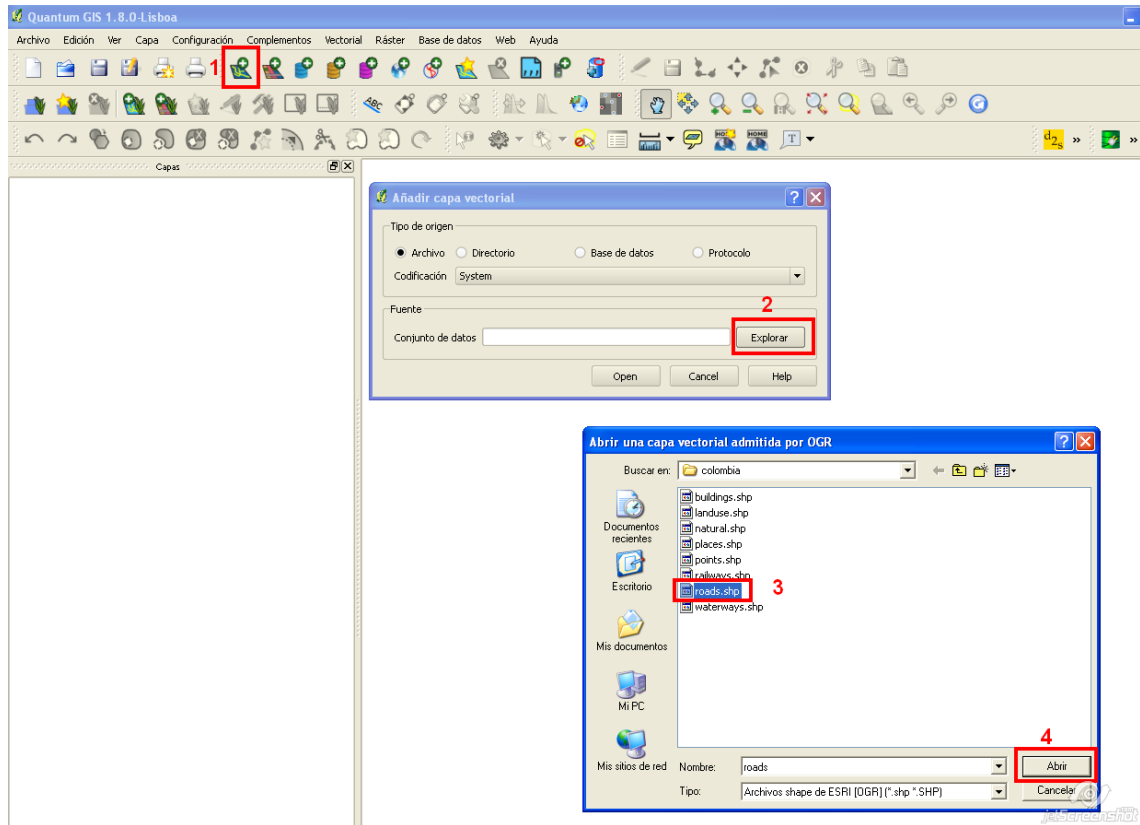 Quantum GIS 1.8.0-Lisboa
Archivo Edición Ver Capa Configuración Complementos Vectorial Ráster Base de datos Web Ayuda
1
Capas
Añadir capa vectorial
Tipo de origen
Archivo Directorio Base de datos Protocolo
Codificación System
Fuente
2
Conjunto de datos Explorar
Open Cancel Help
Abrir una capa vectorial admitida por OGR
Buscar en: colombia
buildings.shp
landuse.shp
natural.shp
places.shp
points.shp
railways.shp
roads.shp
3
waterways.shp
Documentos recientes
Escritorio
Mis documentos
Mi PC
Mis sitios de red
4
Nombre: roads Abrir
Tipo: Archivos shape de ESRI [OGR] (*.shp *.SHP) Cancelar
jetScreenshot